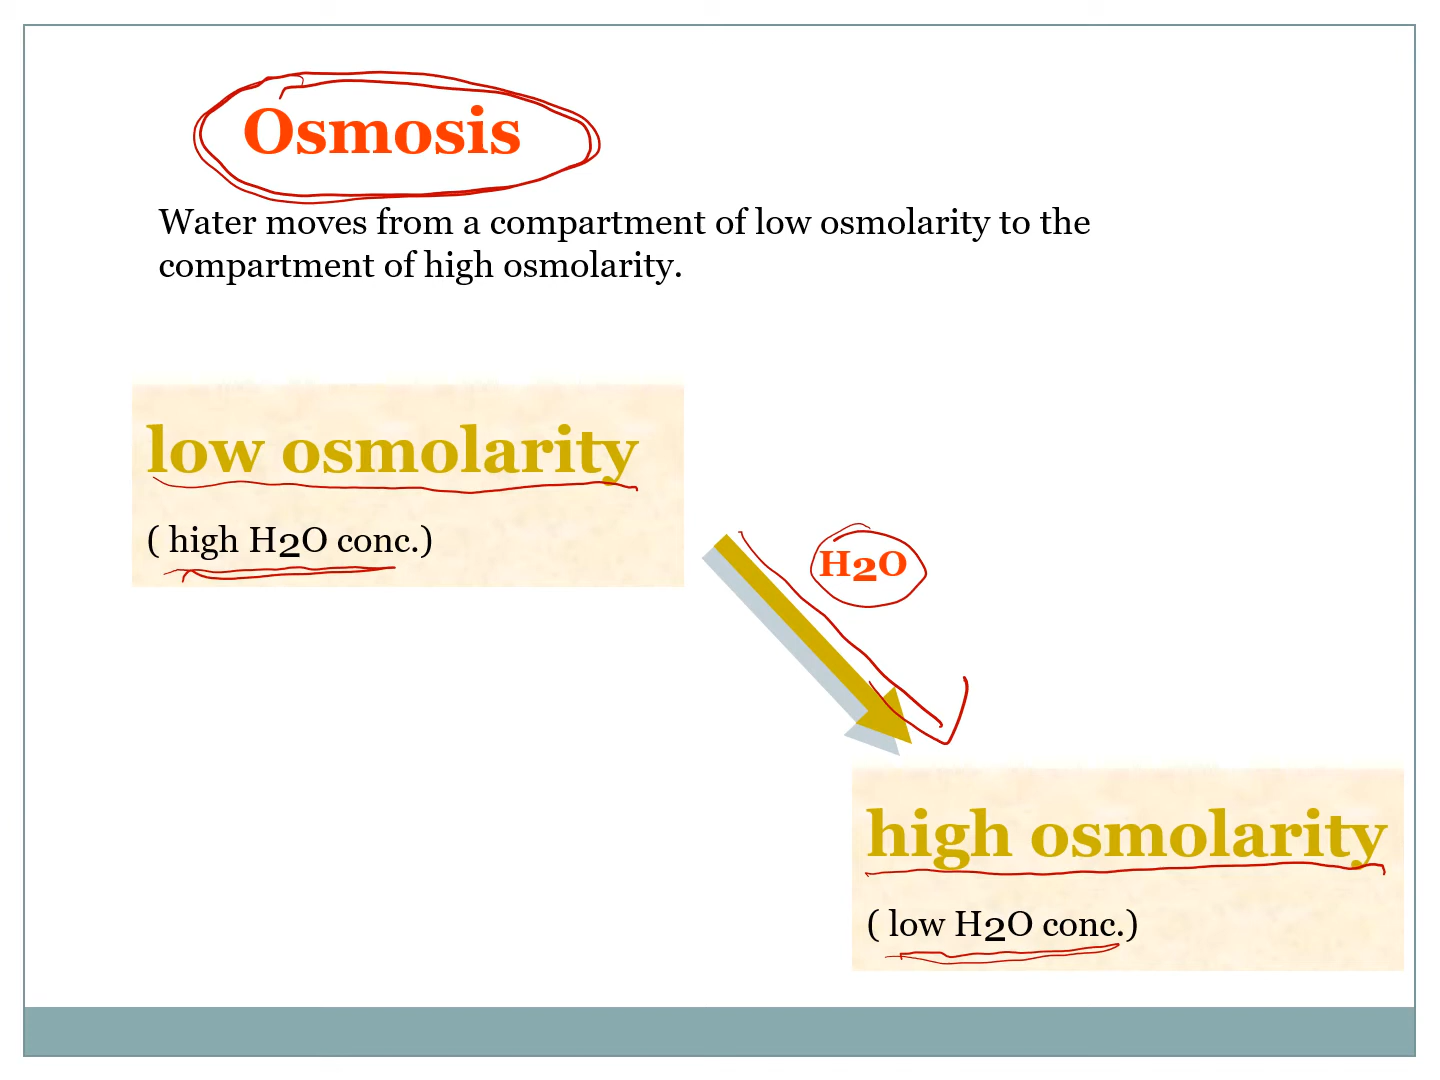 Osmosis
Water moves from a compartment of low osmolarity to the
compartment of high osmolarity.
low osmolarity
( high H2O conc.)
H2O
high osmolarity
( low H2O conc.)